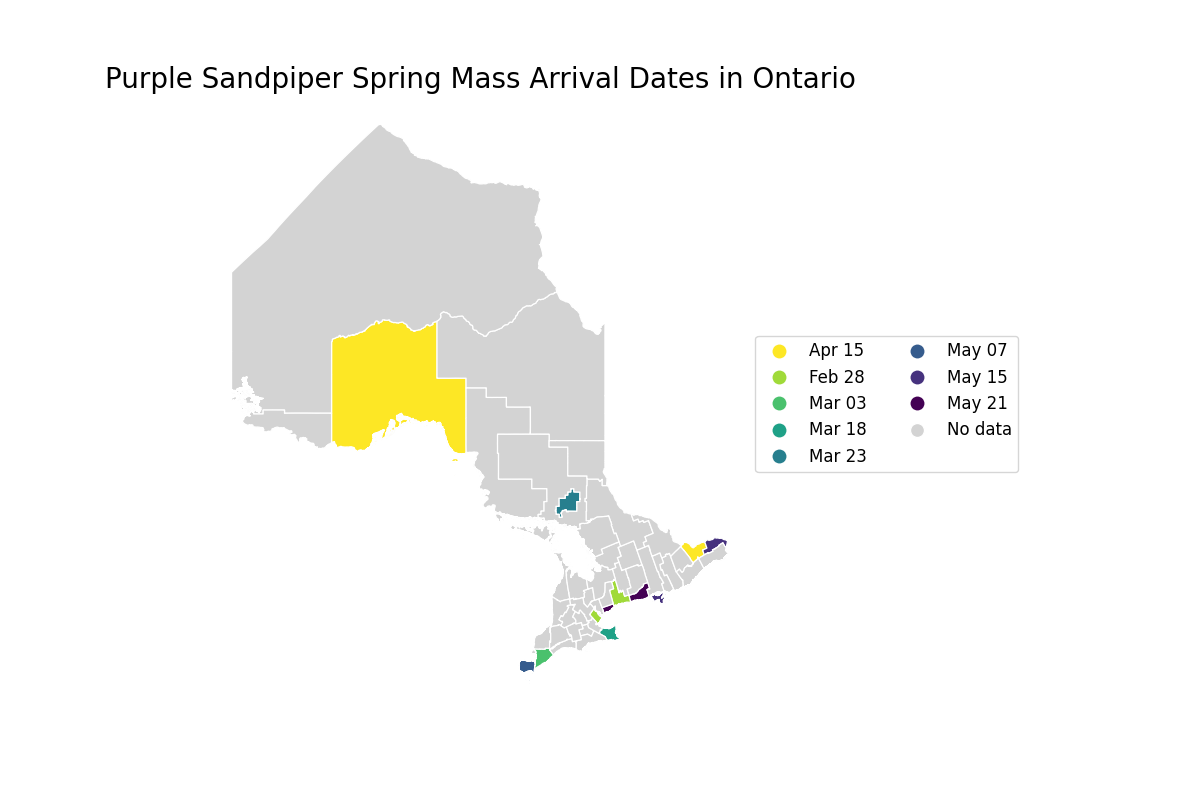 Purple Sandpiper Spring Mass Arrival Dates in Ontario
Apr 15
Feb 28
Mar 03
Mar 18
Mar 23
May 07
May 15
May 21
No data